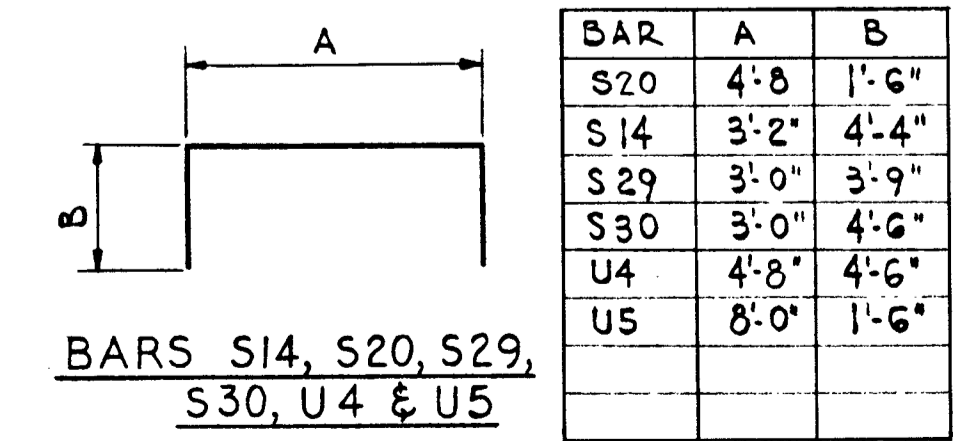 A
B
BARS S14, S20, S29,
S30, U4 & U5
BAR A B
S20 4'-8 1'-6"
S14 3'-2" 4'-4"
S29 3'-0" 3'-9"
S30 3'-0" 4'-6"
U4 4'-8" 4'-6"
U5 8'-0" 1'-6"